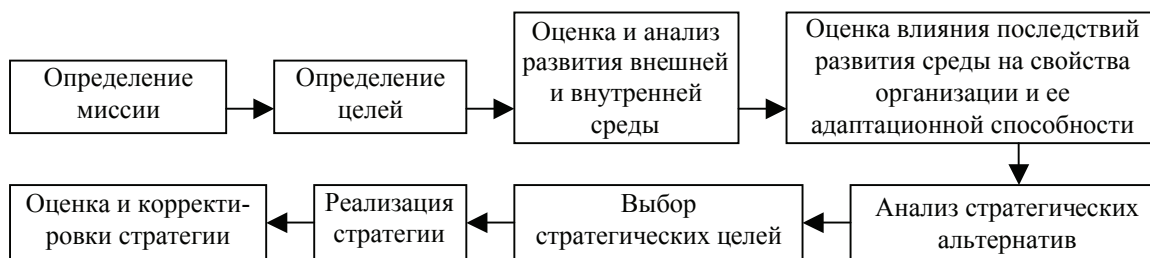 Определение
миссии
Определение
целей
Оценка и анализ
развития внешней
и внутренней
среды
Оценка влияния последствий
развития среды на свойства
организации и ее
адаптационной способности
Анализ стратегических
альтернатив
Выбор
стратегических целей
Реализация
стратегии
Оценка и корректи-
ровки стратегии